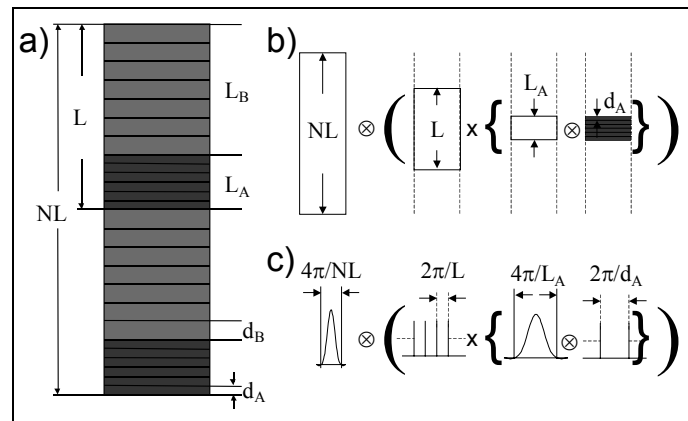 a)
L
NL
L_B
L_A
d_B
d_A
b)
NL ⊗ ( L x { L_A ⊗ d_A } )
c)
4π/NL 2π/L 4π/L_A 2π/d_A
⊗ ( x { ⊗ } )